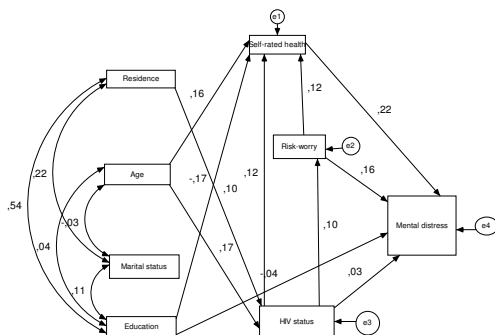 e1
Self-rated health
Residence
,16
,22
,12
Risk-worry
e2
,22
Age
-,17
,10
,12
,16
,54
-,03
,04
,17
,10
Mental distress
e4
Marital status
-.04
,03
,11
Education
HIV status
e3